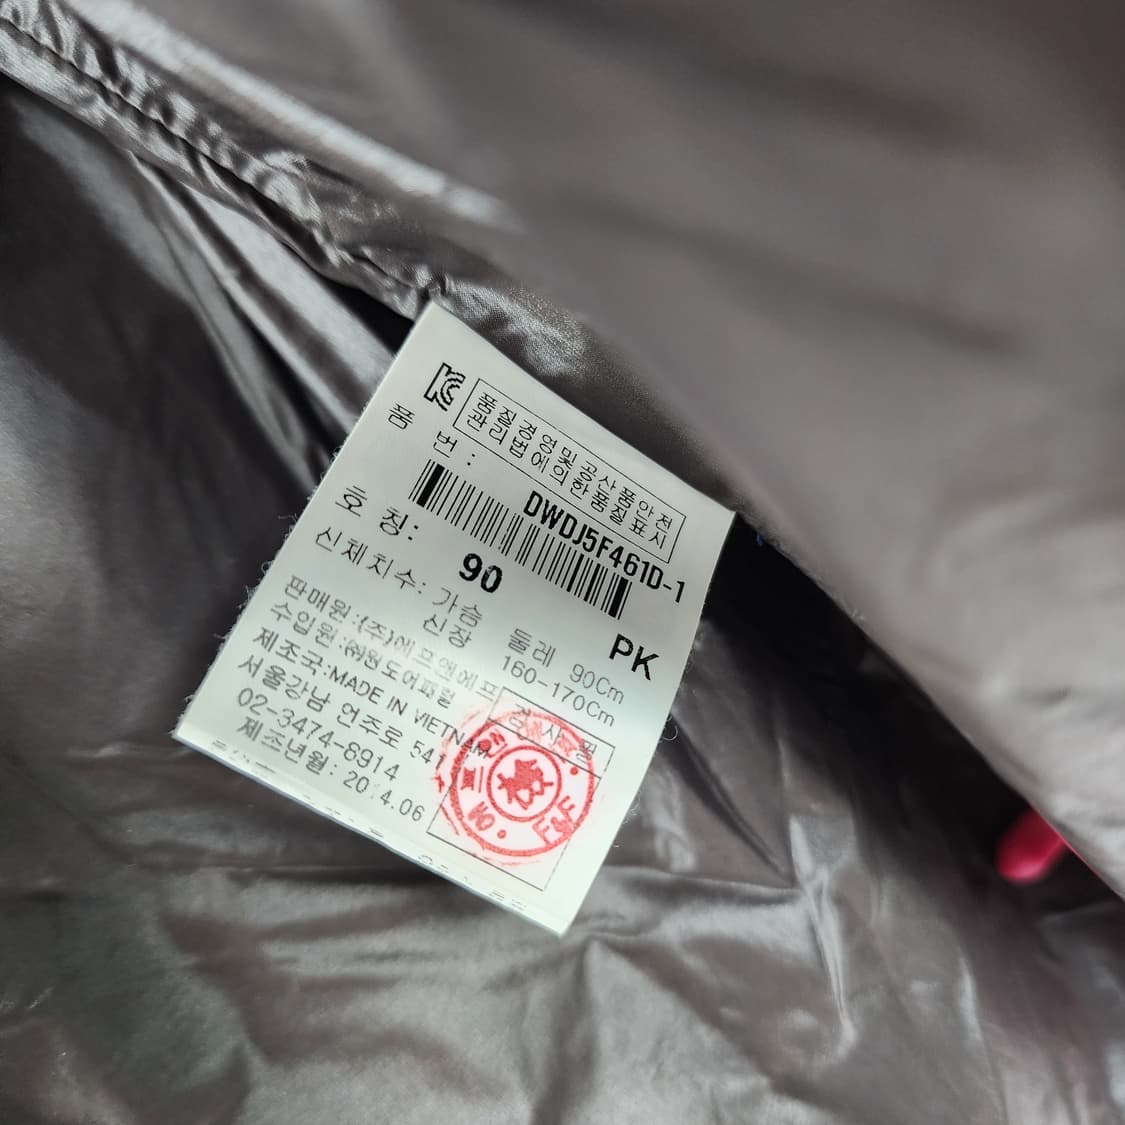 품질경영및공산품안전
관리법에의한품질표시
품 번:
DWDJ5F461D-1
호 칭: 90 PK
신체치수: 가슴 둘레 90Cm
신장 160-170Cm
판매원:(주)에프앤에프
수입원:㈜원도어패럴
제조국:MADE IN VIETNAM
서울강남 언주로 541
02-3474-8914
제조년월: 20 4.06
검 사 필
F&F